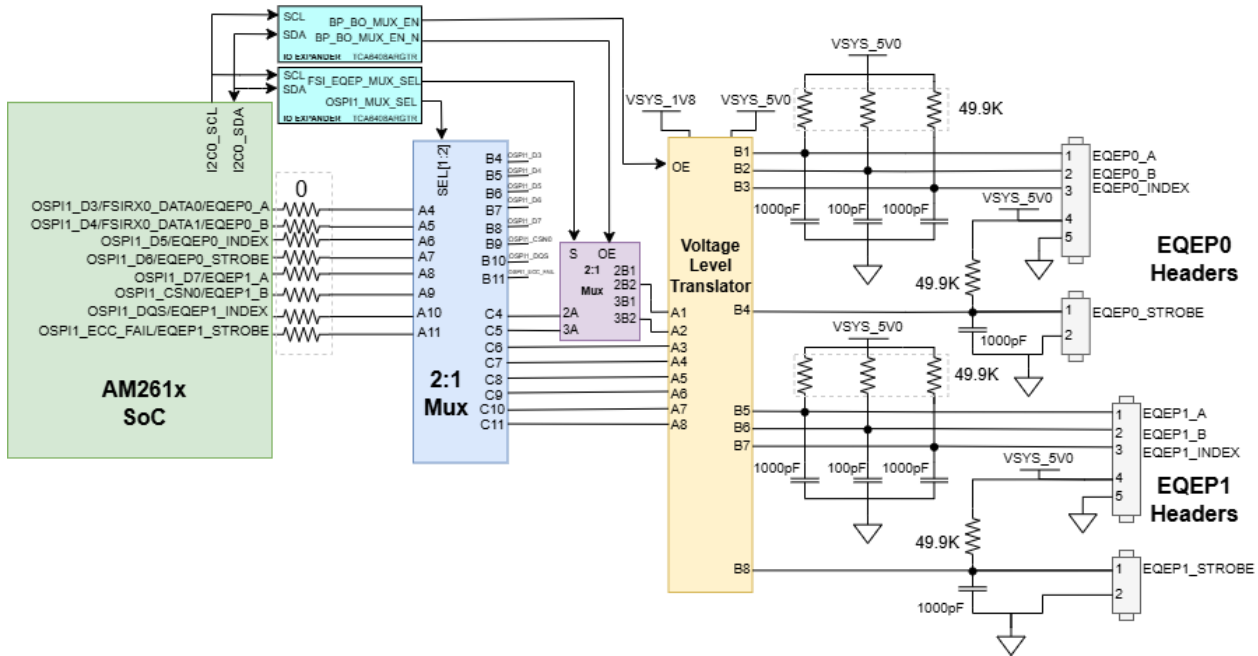 SCL
SDA
BP_BO_MUX_EN
BP_BO_MUX_EN_N
IO EXPANDER
TCA6408ARGTR
SCL
SDA
FSI_EQEP_MUX_SEL
OSPI1_MUX_SEL
IO EXPANDER
TCA6408ARGTR
I2C0_SCL
I2C0_SDA
OSPI1_D3/FSIRX0_DATA0/EQEP0_A
OSPI1_D4/FSIRX0_DATA1/EQEP0_B
OSPI1_D5/EQEP0_INDEX
OSPI1_D6/EQEP0_STROBE
OSPI1_D7/EQEP1_A
OSPI1_CSN0/EQEP1_B
OSPI1_DQS/EQEP1_INDEX
OSPI1_ECC_FAIL/EQEP1_STROBE
AM261x
SoC
0
SEL[1:2]
A4
A5
A6
A7
A8
A9
A10
A11
B4
B5
B6
B7
B8
B9
B10
B11
OSPI1_D3
OSPI1_D4
OSPI1_D5
OSPI1_D6
OSPI1_D7
OSPI1_CSN0
OSPI1_DQS
2:1
Mux
C4
C5
C6
C7
C8
C9
C10
C11
S
OE
2:1
Mux
2B1
2B2
3B1
3B2
2A
3A
VSYS_1V8
VSYS_5V0
OE
Voltage
Level
Translator
A1
A2
A3
A4
A5
A6
A7
A8
B1
B2
B3
B4
B5
B6
B7
B8
VSYS_5V0
49.9K
1000pF
100pF
1000pF
VSYS_5V0
49.9K
1000pF
1
2
3
4
5
EQEP0_A
EQEP0_B
EQEP0_INDEX
EQEP0
Headers
1
2
EQEP0_STROBE
VSYS_5V0
49.9K
1000pF
100pF
1000pF
VSYS_5V0
49.9K
1000pF
1
2
3
4
5
EQEP1_A
EQEP1_B
EQEP1_INDEX
EQEP1
Headers
1
2
EQEP1_STROBE